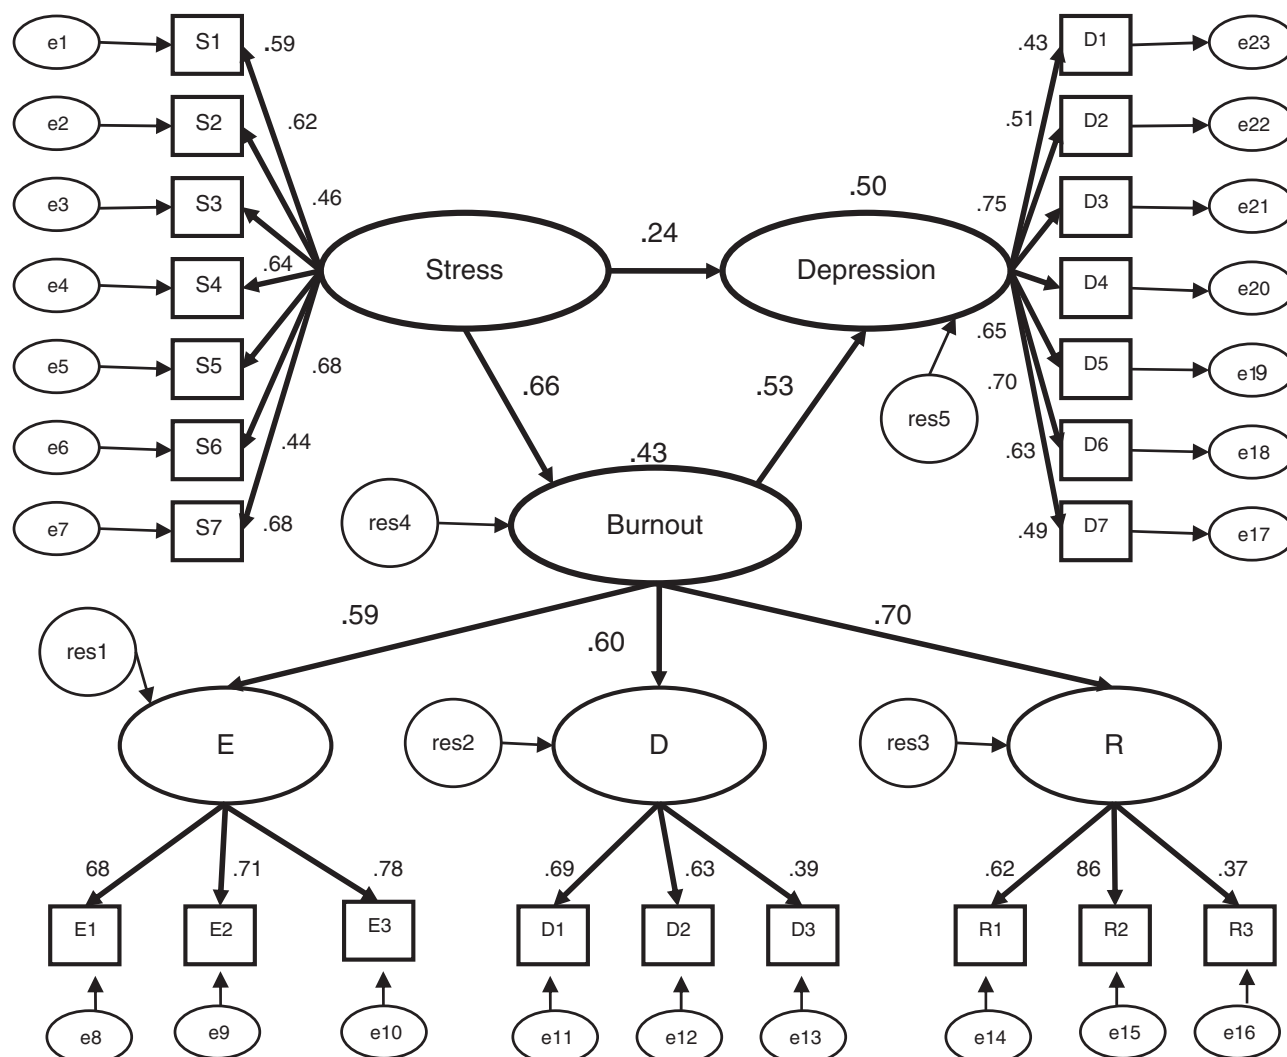 e1 S1 .59 .43 D1 e23
e2 S2 .62 .51 D2 e22
e3 S3 .46 .50 .75 D3 e21
.24
e4 S4 .64 Stress Depression D4 e20
e5 S5 .68 .66 .53 res5 .65 D5 e19
.70
e6 S6 .44 .43 .63 D6 e18
e7 S7 .68 res4 Burnout .49 D7 e17
.59 .60 .70
res1
E res2 D res3 R
68 .71 .78 .69 .63 .39 .62 86 .37
E1 E2 E3 D1 D2 D3 R1 R2 R3
e8 e9 e10 e11 e12 e13 e14 e15 e16